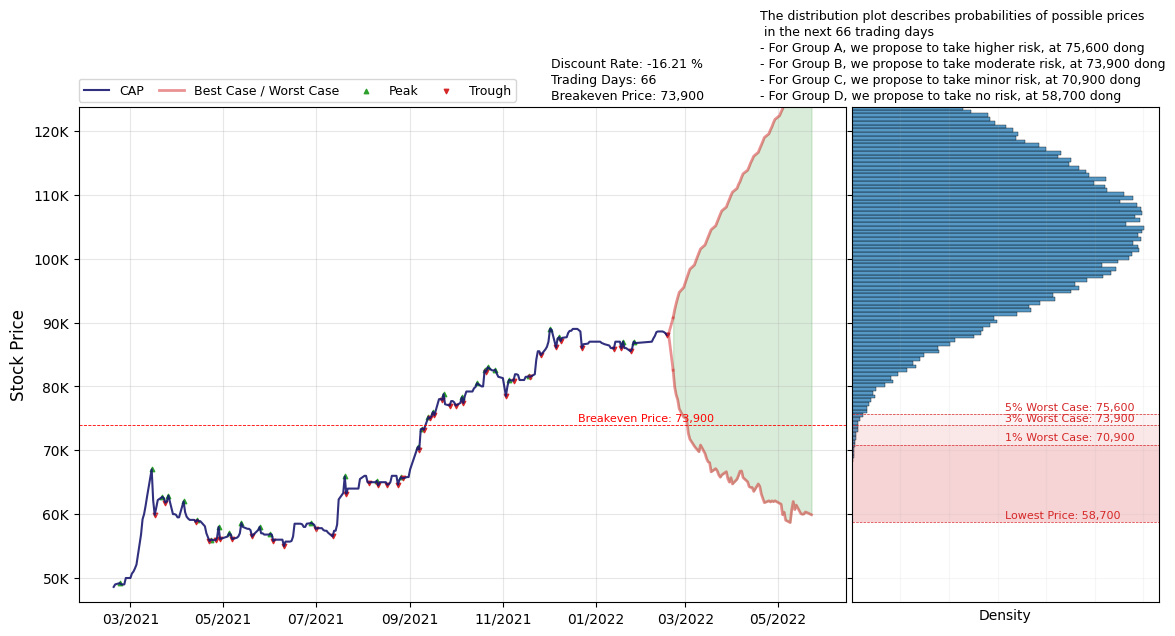 The distribution plot describes probabilities of possible prices
in the next 66 trading days
- For Group A, we propose to take higher risk, at 75,600 dong
- For Group B, we propose to take moderate risk, at 73,900 dong
- For Group C, we propose to take minor risk, at 70,900 dong
- For Group D, we propose to take no risk, at 58,700 dong
Discount Rate: -16.21 %
Trading Days: 66
Breakeven Price: 73,900
CAP
Best Case / Worst Case
Peak
Trough
Stock Price
120K
110K
100K
90K
80K
70K
60K
50K
Breakeven Price: 73,900
5% Worst Case: 75,600
3% Worst Case: 73,900
1% Worst Case: 70,900
Lowest Price: 58,700
03/2021
05/2021
07/2021
09/2021
11/2021
01/2022
03/2022
05/2022
Density